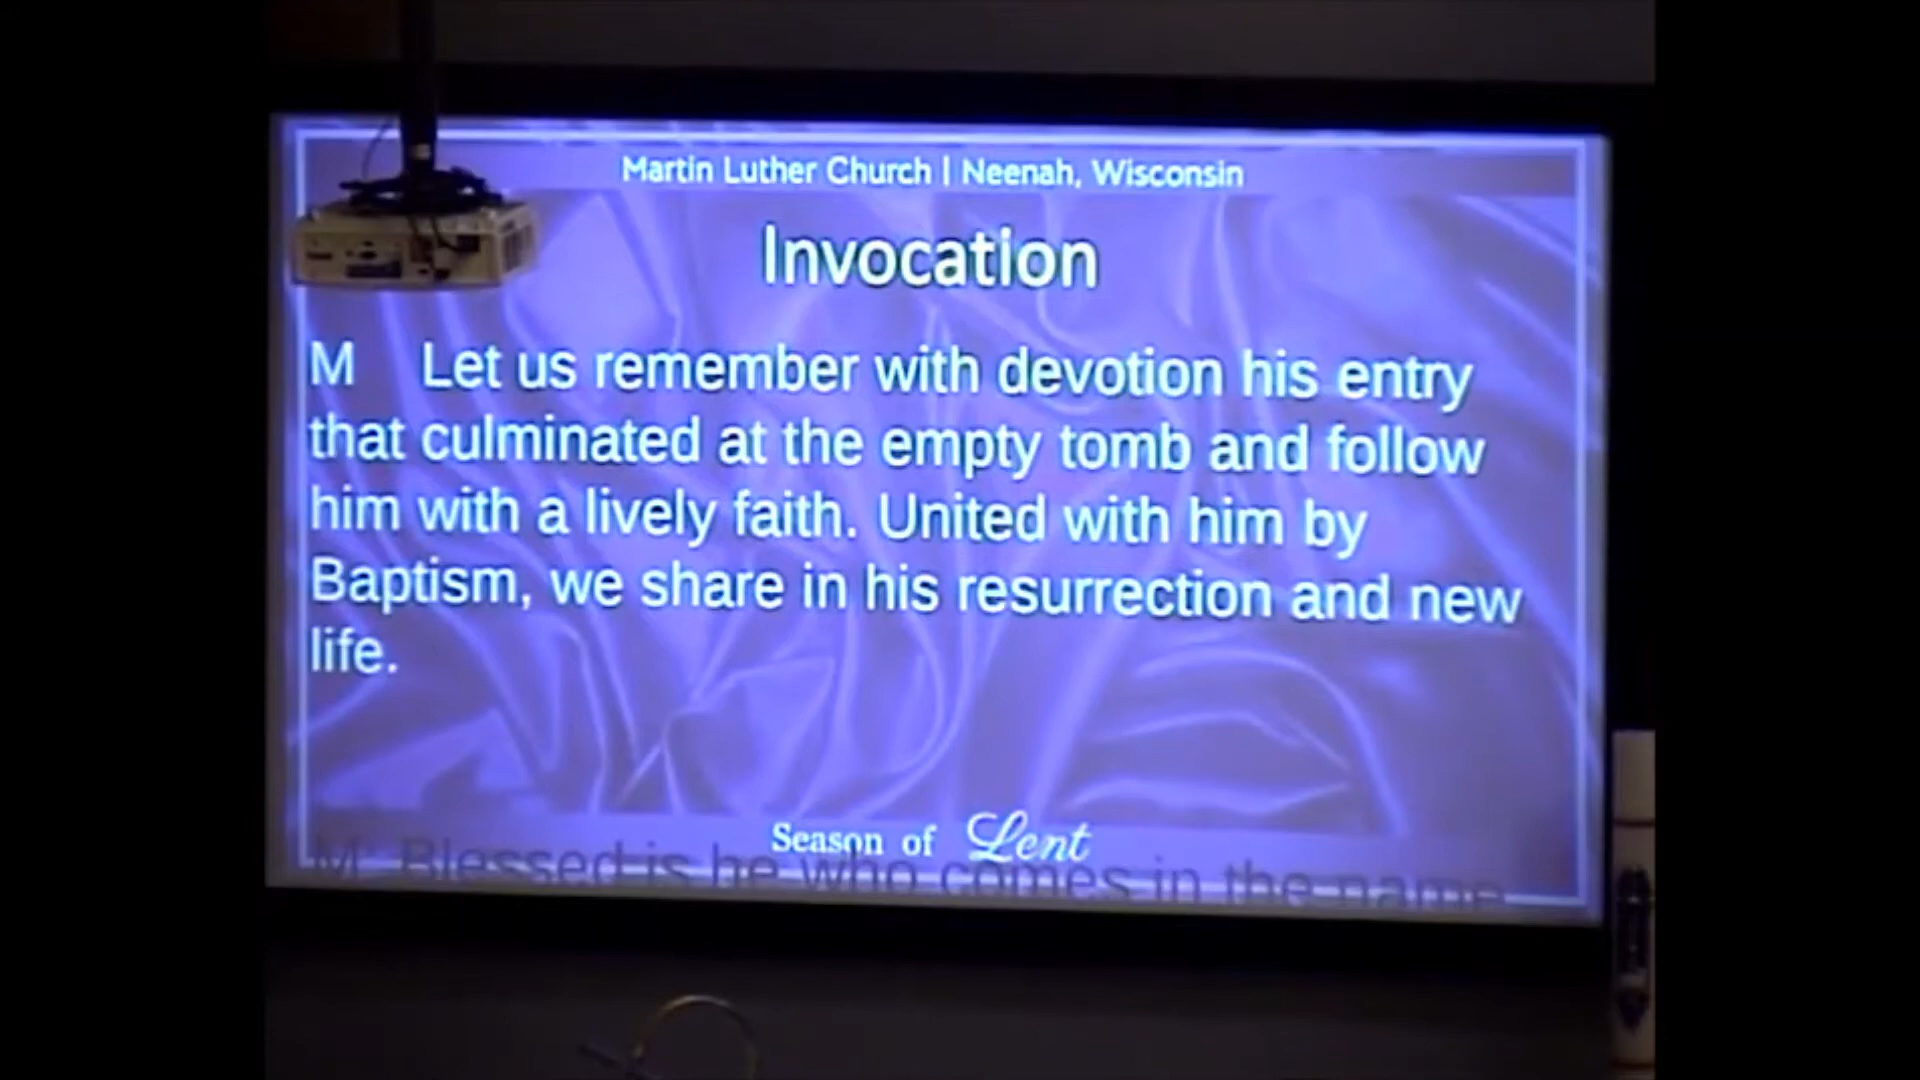 Martin Luther Church | Neenah, Wisconsin
Invocation
M Let us remember with devotion his entry
that culminated at the empty tomb and follow
him with a lively faith. United with him by
Baptism, we share in his resurrection and new
life.
Season of Lent
M: Blessed is he who comes in the name